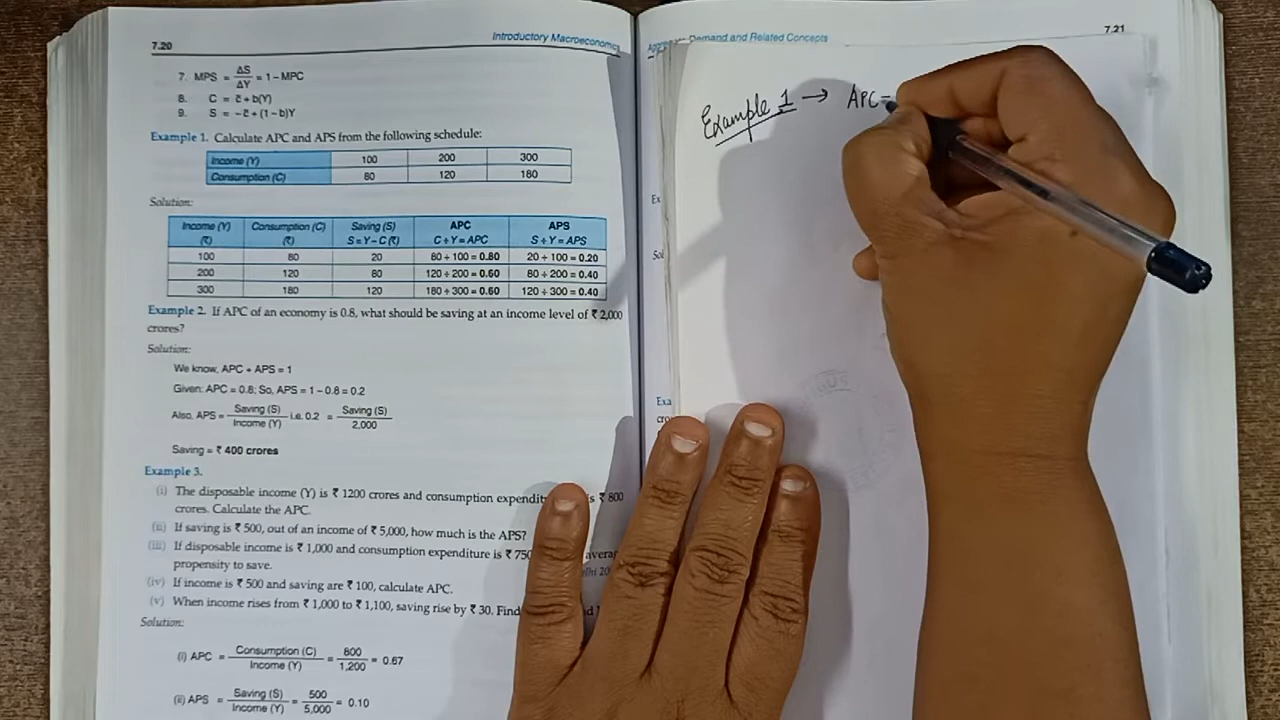 7.20
Introductory Macroeconom
7. MPS = ΔS/ΔY = 1 – MPC
8. C = c̄ + b(Y)
9. S = –c̄ + (1–b)Y
Example 1. Calculate APC and APS from the following schedule:
Income (Y) 100 200 300
Consumption (C) 80 120 180
Solution:
Income (Y) (₹) Consumption (C) (₹) Saving (S) S = Y – C (₹) APC C ÷ Y = APC APS S ÷ Y = APS
100 80 20 80 ÷ 100 = 0.80 20 ÷ 100 = 0.20
200 120 80 120 ÷ 200 = 0.60 80 ÷ 200 = 0.40
300 180 120 180 ÷ 300 = 0.60 120 ÷ 300 = 0.40
Example 2. If APC of an economy is 0.8, what should be saving at an income level of ₹ 2,000
crores?
Solution:
We know, APC + APS = 1
Given: APC = 0.8; So, APS = 1 – 0.8 = 0.2
Also, APS = Saving (S)/Income (Y) i.e. 0.2 = Saving (S)/2,000
Saving = ₹ 400 crores
Example 3.
(i) The disposable income (Y) is ₹ 1200 crores and consumption expendit is ₹ 800
crores. Calculate the APC.
(ii) If saving is ₹ 500, out of an income of ₹ 5,000, how much is the APS?
(iii) If disposable income is ₹ 1,000 and consumption expenditure is ₹ 750 averag
propensity to save. elhi 20
(iv) If income is ₹ 500 and saving are ₹ 100, calculate APC.
(v) When income rises from ₹ 1,000 to ₹ 1,100, saving rise by ₹ 30. Find d
Solution:
(i) APC = Consumption (C)/Income (Y) = 800/1,200 = 0.67
(ii) APS = Saving (S)/Income (Y) = 500/5,000 = 0.10
Demand and Related Concepts
7.21
Example 1 → APC=
Ex
Sol
Exa
cro